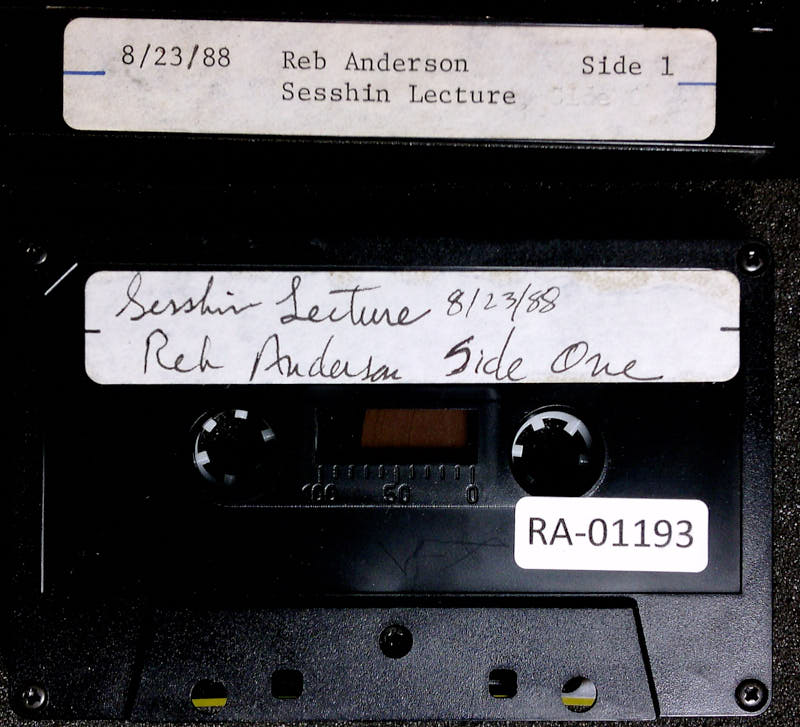 8/23/88 Reb Anderson Side 1
Sesshin Lecture
Sesshin Lecture 8/23/88
Reb Anderson Side One
100 50 0
RA-01193